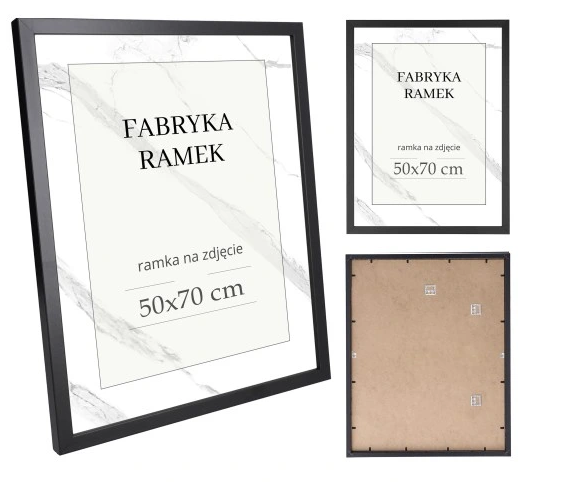 FABRYKA
RAMEK
ramka na zdjęcie
50x70 cm
FABRYKA
RAMEK
ramka na zdjęcie
50x70 cm